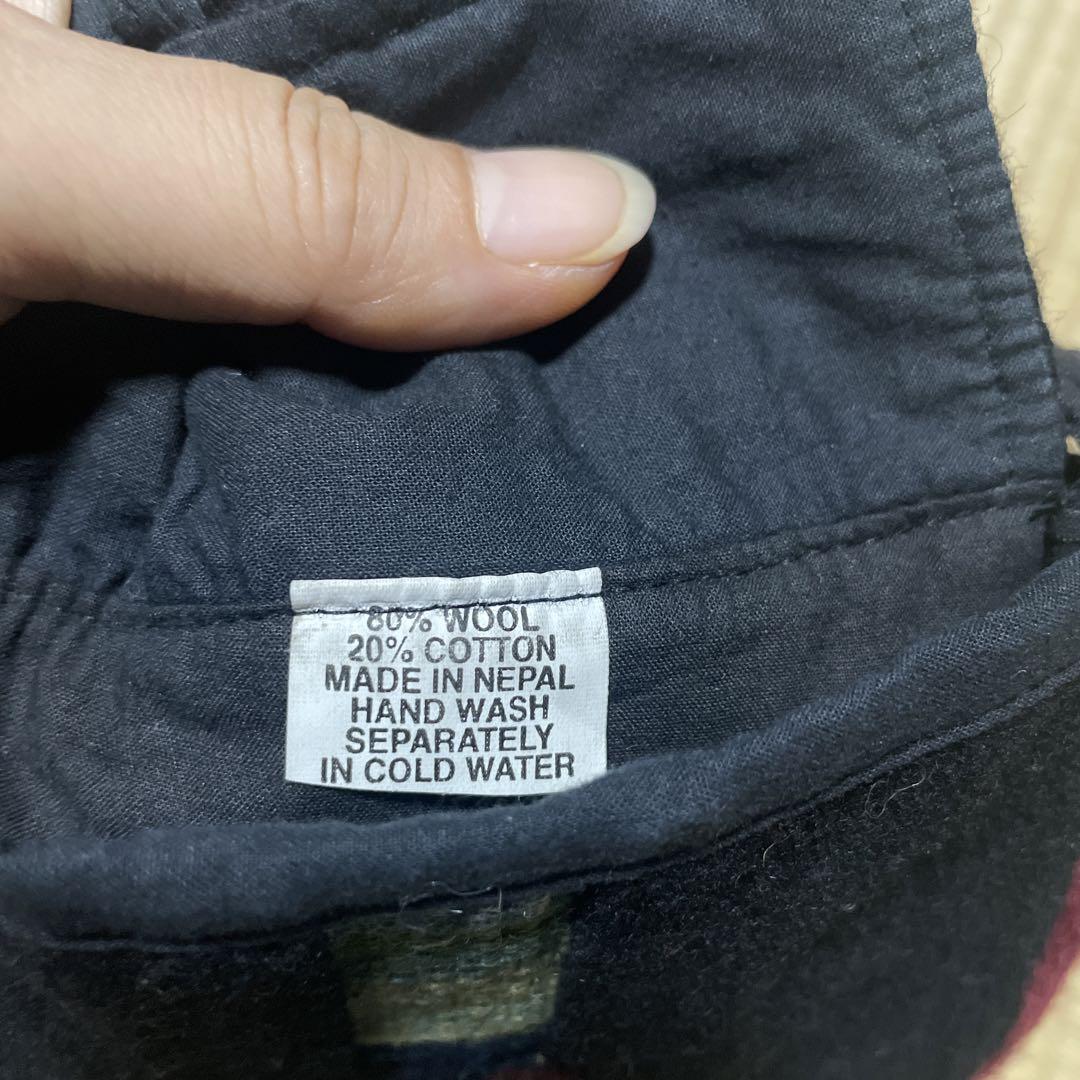 80% WOOL
20% COTTON
MADE IN NEPAL
HAND WASH
SEPARATELY
IN COLD WATER